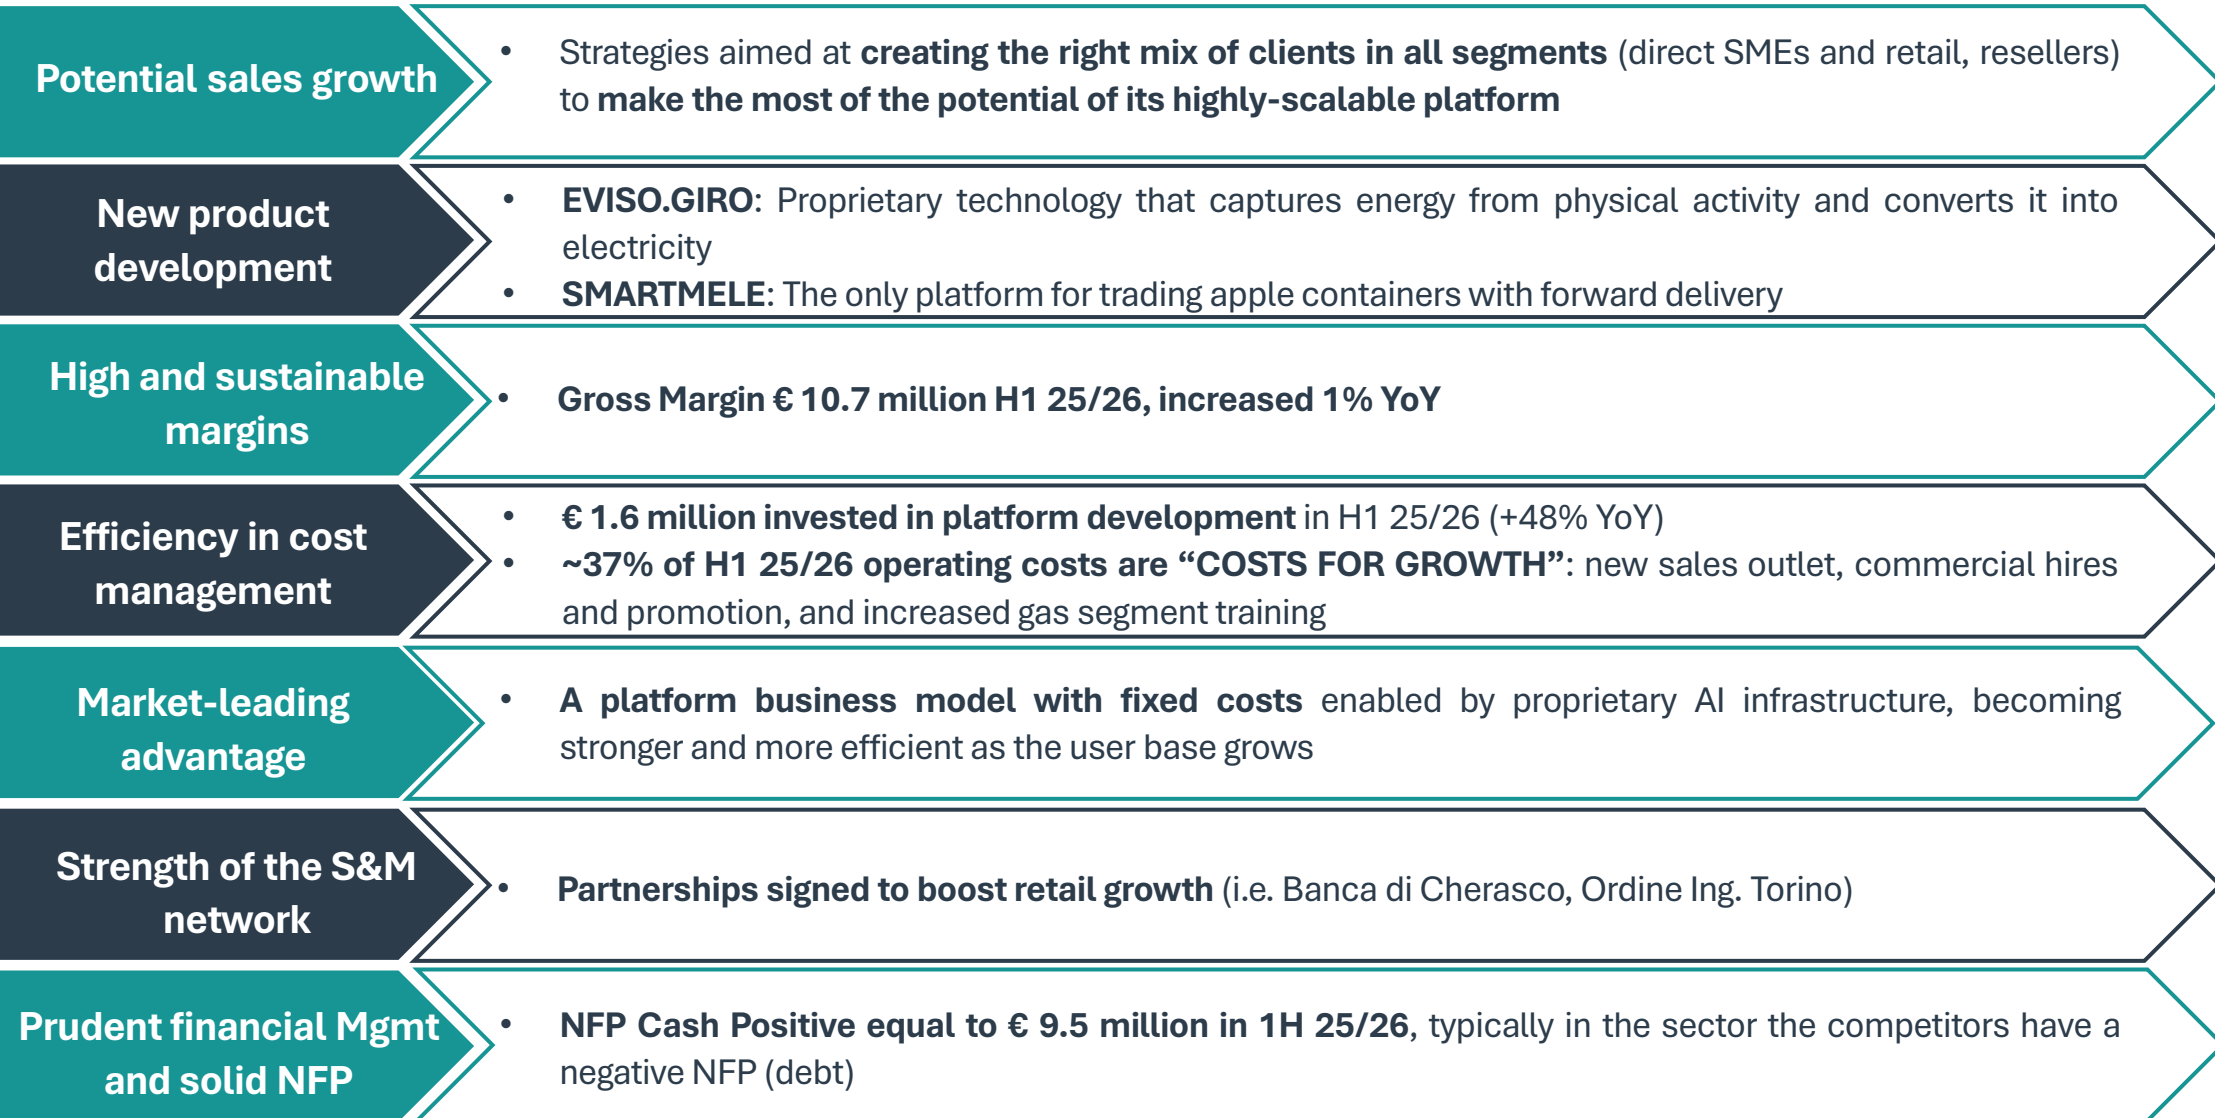 Potential sales growth
• Strategies aimed at creating the right mix of clients in all segments (direct SMEs and retail, resellers)
to make the most of the potential of its highly-scalable platform
New product
development
• EVISO.GIRO: Proprietary technology that captures energy from physical activity and converts it into
electricity
• SMARTMELE: The only platform for trading apple containers with forward delivery
High and sustainable
margins
• Gross Margin € 10.7 million H1 25/26, increased 1% YoY
Efficiency in cost
management
• € 1.6 million invested in platform development in H1 25/26 (+48% YoY)
• ~37% of H1 25/26 operating costs are “COSTS FOR GROWTH”: new sales outlet, commercial hires
and promotion, and increased gas segment training
Market-leading
advantage
• A platform business model with fixed costs enabled by proprietary AI infrastructure, becoming
stronger and more efficient as the user base grows
Strength of the S&M
network
• Partnerships signed to boost retail growth (i.e. Banca di Cherasco, Ordine Ing. Torino)
Prudent financial Mgmt
and solid NFP
• NFP Cash Positive equal to € 9.5 million in 1H 25/26, typically in the sector the competitors have a
negative NFP (debt)